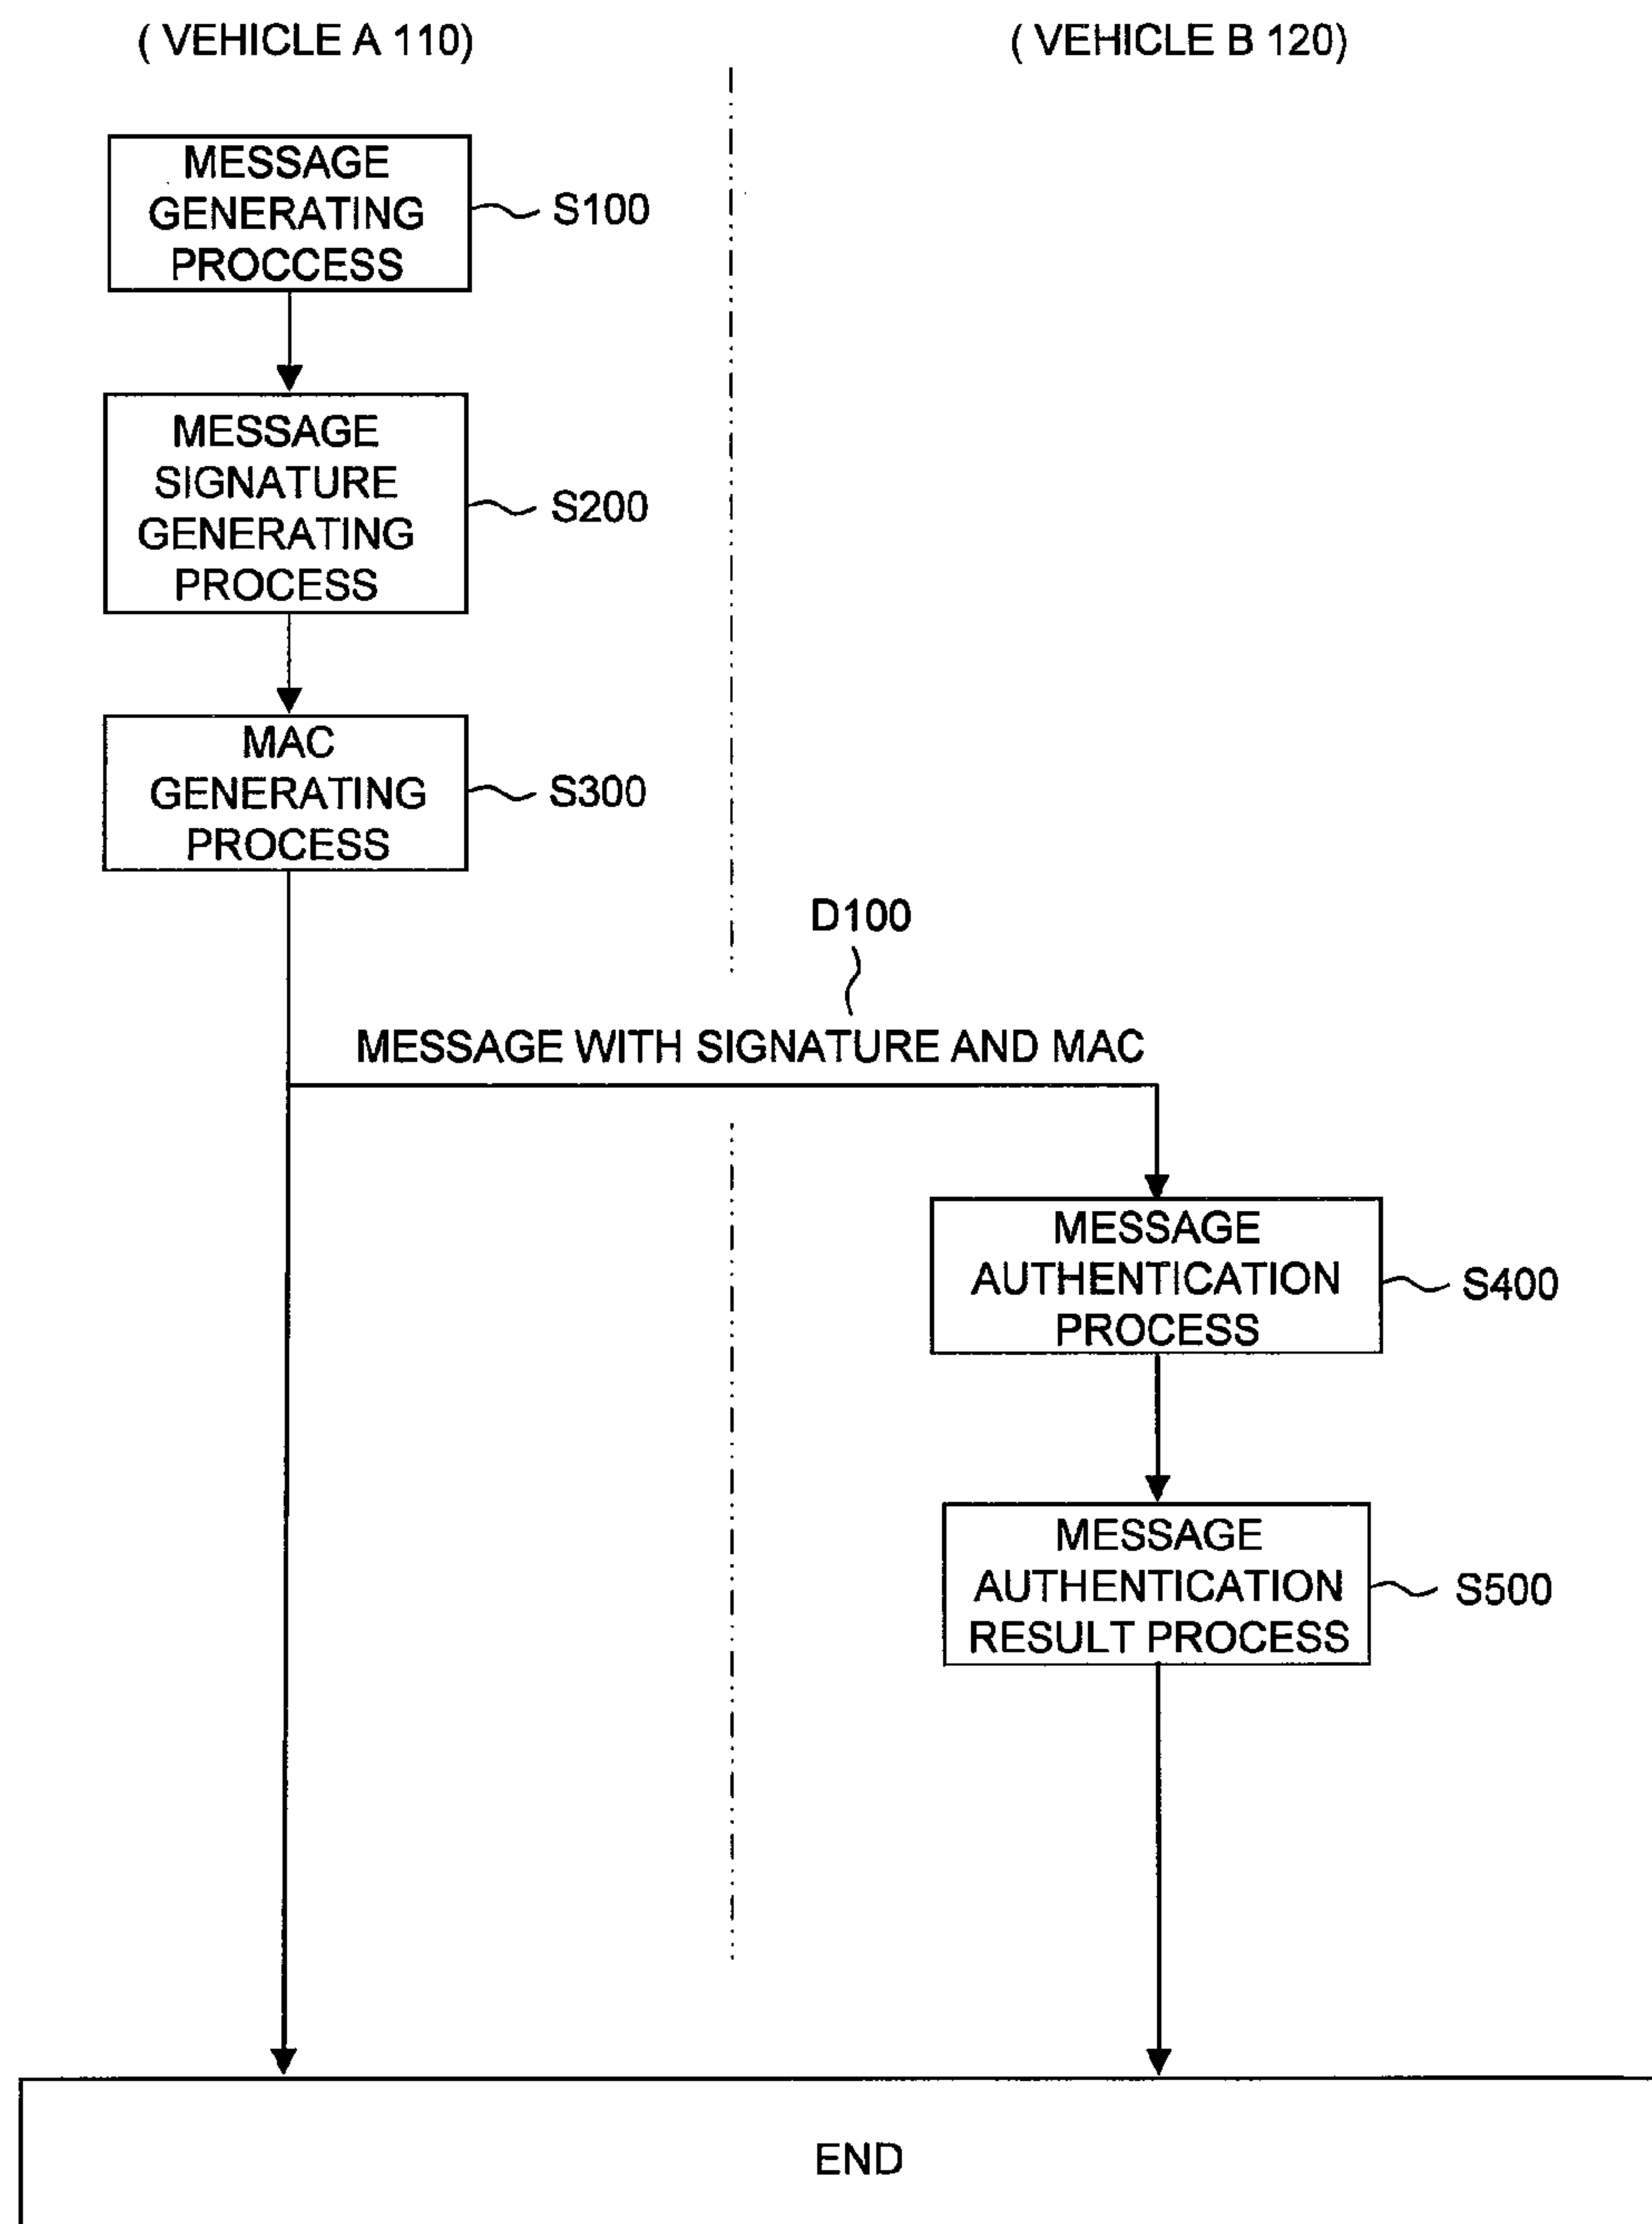 ( VEHICLE A 110)
( VEHICLE B 120)
MESSAGE
GENERATING
PROCCESS
S100
MESSAGE
SIGNATURE
GENERATING
PROCESS
S200
MAC
GENERATING
PROCESS
S300
D100
MESSAGE WITH SIGNATURE AND MAC
MESSAGE
AUTHENTICATION
PROCESS
S400
MESSAGE
AUTHENTICATION
RESULT PROCESS
S500
END